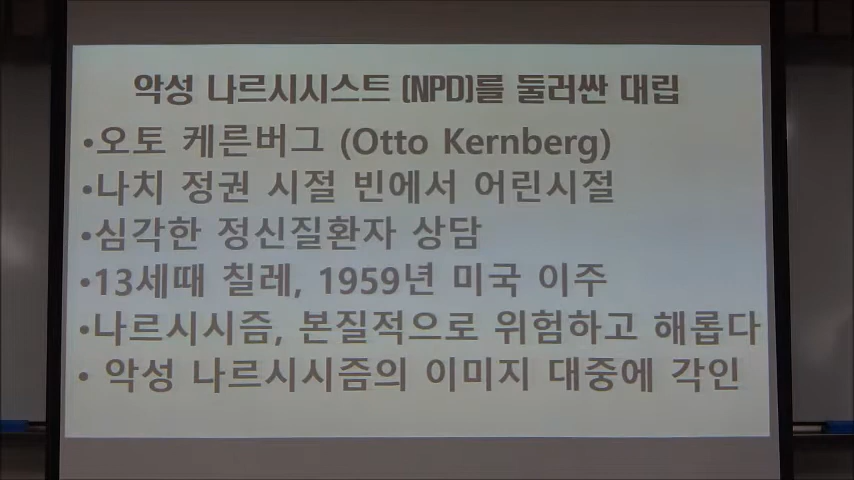 악성 나르시시스트 (NPD)를 둘러싼 대립
•오토 케른버그 (Otto Kernberg)
•나치 정권 시절 빈에서 어린시절
•심각한 정신질환자 상담
•13세때 칠레, 1959년 미국 이주
•나르시시즘, 본질적으로 위험하고 해롭다
• 악성 나르시시즘의 이미지 대중에 각인